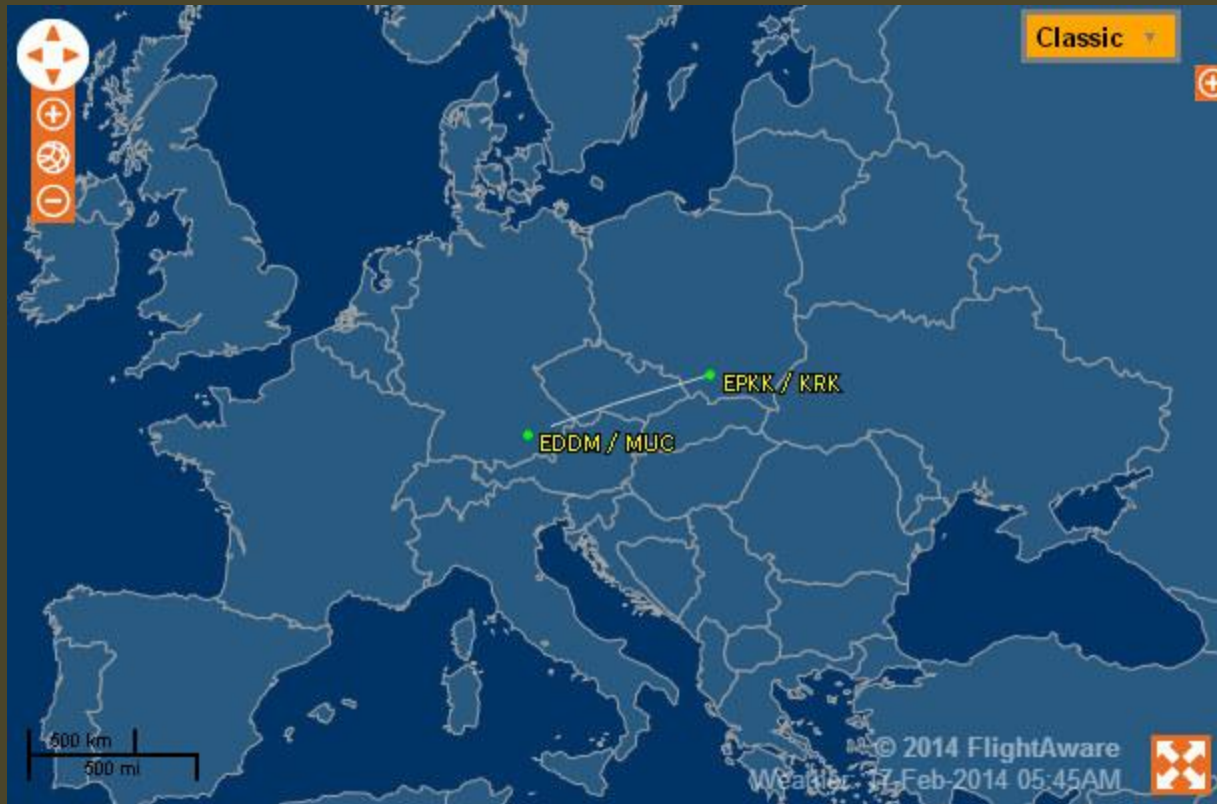 Classic
EPKK / KRK
EDDM / MUC
500 km
500 mi
© 2014 FlightAware
Weather: 17-Feb-2014 05:45AM